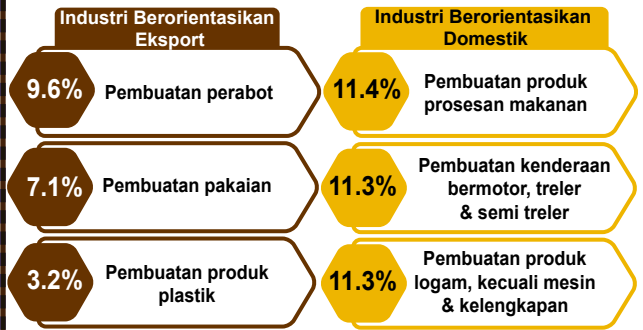 Industri Berorientasikan
Eksport
9.6%
Pembuatan perabot
7.1%
Pembuatan pakaian
3.2%
Pembuatan produk
plastik
Industri Berorientasikan
Domestik
11.4%
Pembuatan produk
prosesan makanan
11.3%
Pembuatan kenderaan
bermotor, treler
& semi treler
11.3%
Pembuatan produk
logam, kecuali mesin
& kelengkapan